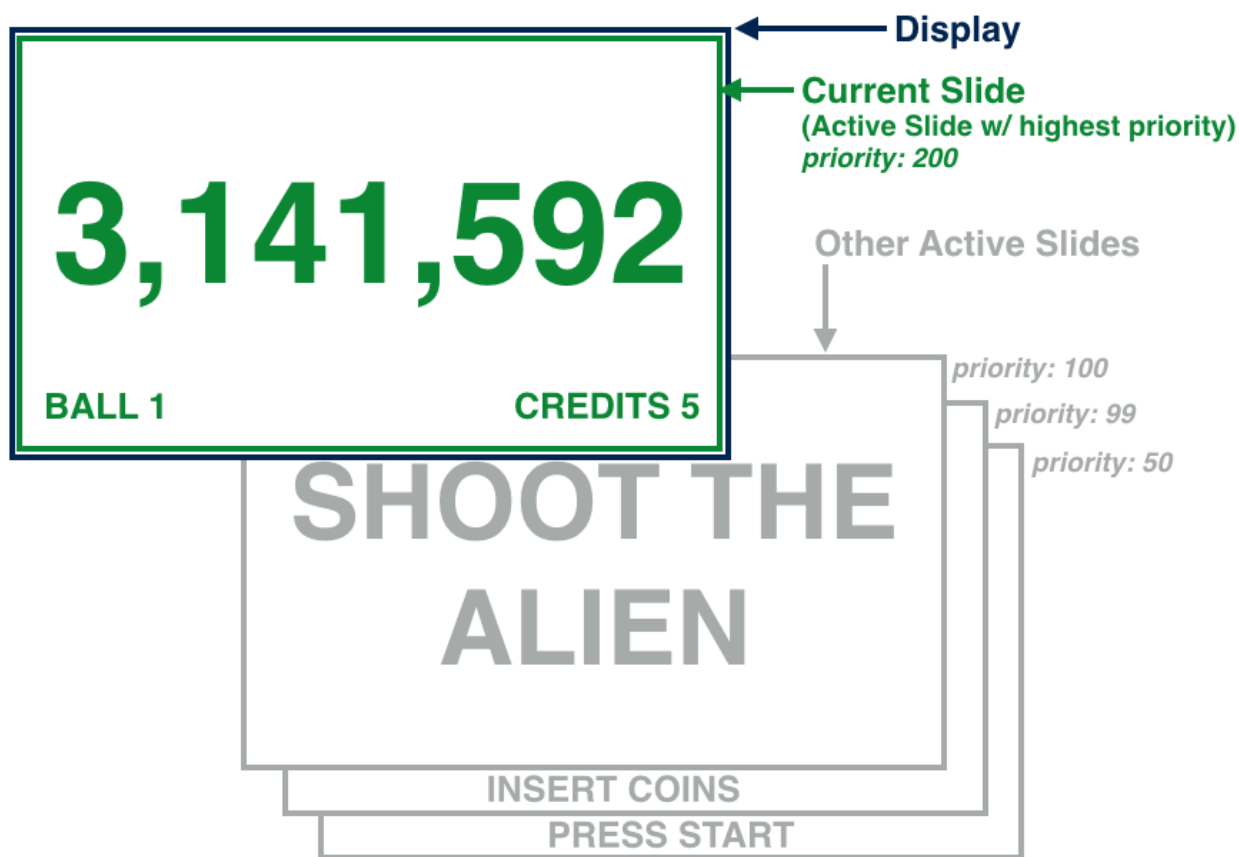 Display
Current Slide
(Active Slide w/ highest priority)
priority: 200
3,141,592
BALL 1
CREDITS 5
Other Active Slides
priority: 100
priority: 99
priority: 50
SHOOT THE
ALIEN
INSERT COINS
PRESS START